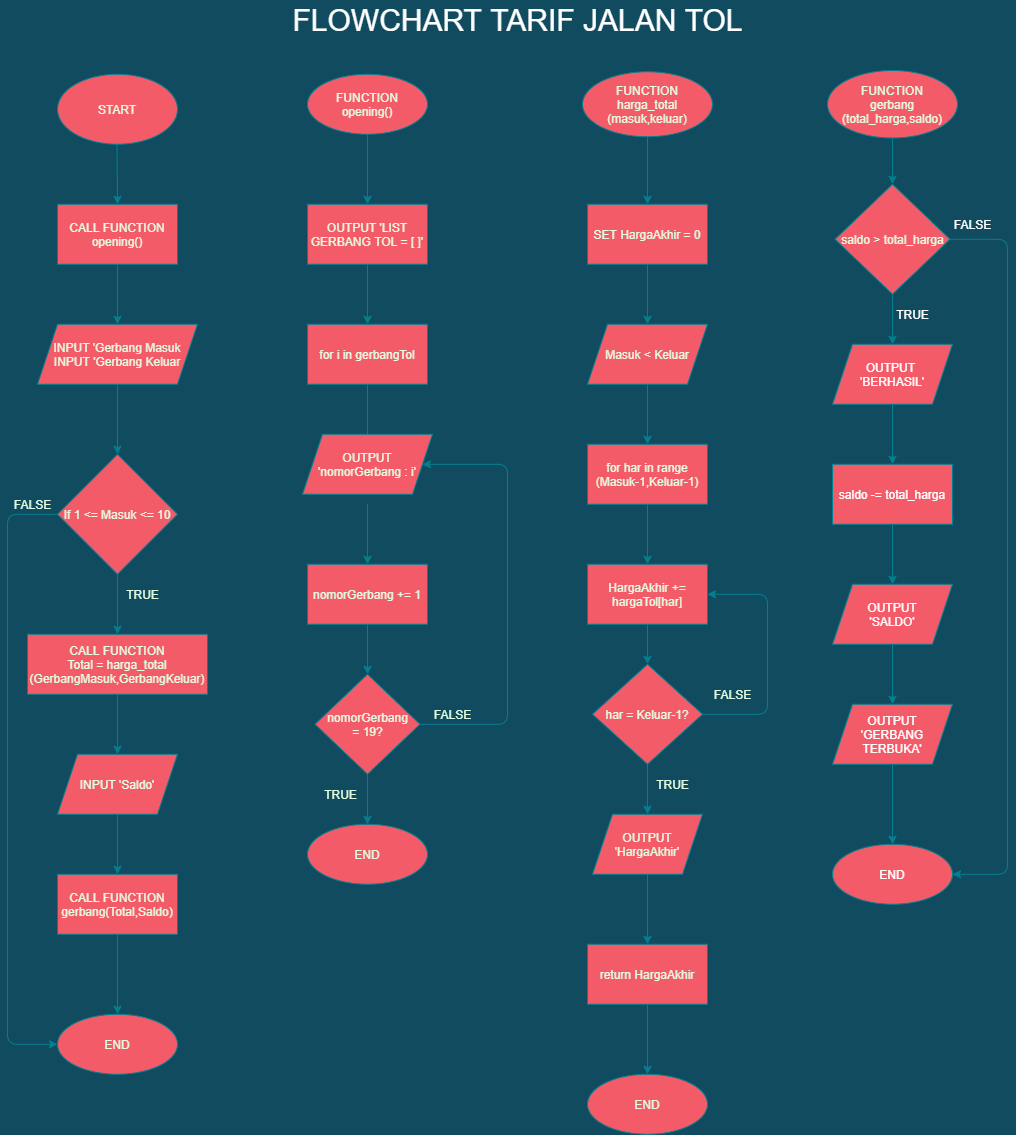 FLOWCHART TARIF JALAN TOL
START
CALL FUNCTION
opening()
INPUT 'Gerbang Masuk
INPUT 'Gerbang Keluar
If 1 <= Masuk <= 10
FALSE
TRUE
CALL FUNCTION
Total = harga_total
(GerbangMasuk,GerbangKeluar)
INPUT 'Saldo'
CALL FUNCTION
gerbang(Total,Saldo)
END
FUNCTION
opening()
OUTPUT 'LIST
GERBANG TOL = [ ]'
for i in gerbangTol
OUTPUT
'nomorGerbang : i'
nomorGerbang += 1
nomorGerbang
= 19?
FALSE
TRUE
END
FUNCTION
harga_total
(masuk,keluar)
SET HargaAkhir = 0
Masuk < Keluar
for har in range
(Masuk-1,Keluar-1)
HargaAkhir +=
hargaTol[har]
har = Keluar-1?
FALSE
TRUE
OUTPUT
'HargaAkhir'
return HargaAkhir
END
FUNCTION
gerbang
(total_harga,saldo)
saldo > total_harga
FALSE
TRUE
OUTPUT
'BERHASIL'
saldo -= total_harga
OUTPUT
'SALDO'
OUTPUT
'GERBANG
TERBUKA'
END